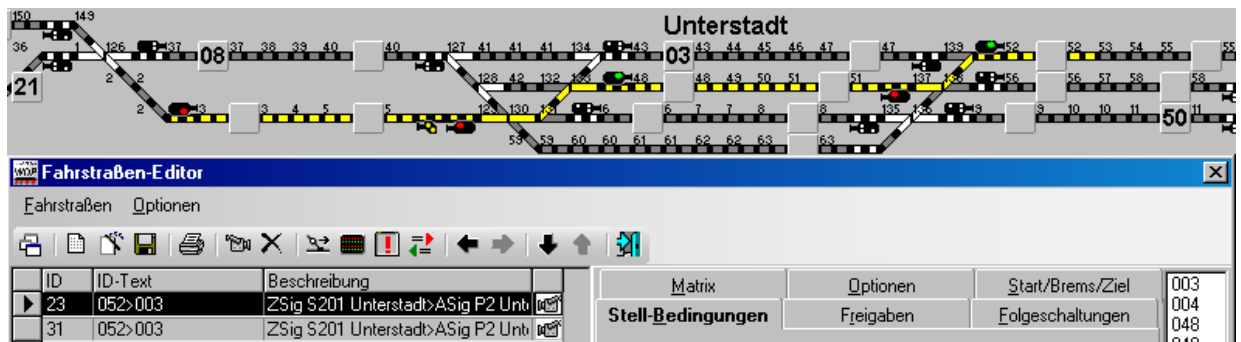 150 149
Unterstadt
36 1 126 37 08 37 38 39 40 40 127 41 41 41 134 43 03 43 44 45 46 47 47 139 52 52 53 54 55 55
21 2 2 128 42 132 48 48 49 50 51 51 137 56 56 57 58 58
2 3 3 4 5 5 130 6 6 7 7 8 8 135 9 9 10 10 11 50 11
59 59 60 60 61 61 62 62 63 63
Fahrstraßen-Editor
Fahrstraßen Optionen
ID ID-Text Beschreibung
23 052>003 ZSig S201 Unterstadt>ASig P2 Unt
31 052>003 ZSig S201 Unterstadt>ASig P2 Unt
Matrix Optionen Start/Brems/Ziel
Stell-Bedingungen Freigaben Folgeschaltungen
003
004
048